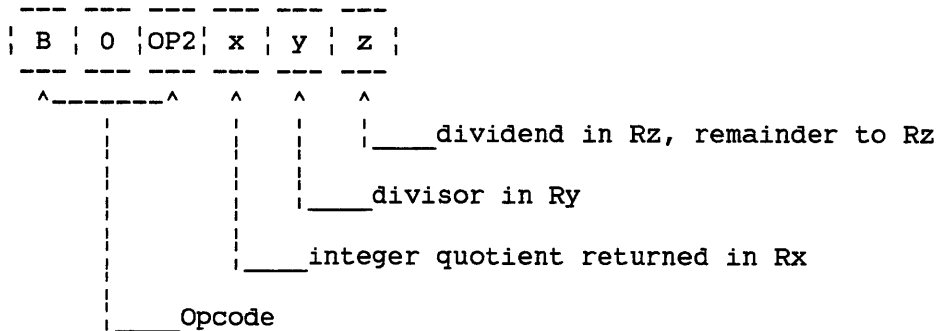 | B | 0 |OP2| x | y | z |
dividend in Rz, remainder to Rz
divisor in Ry
integer quotient returned in Rx
Opcode